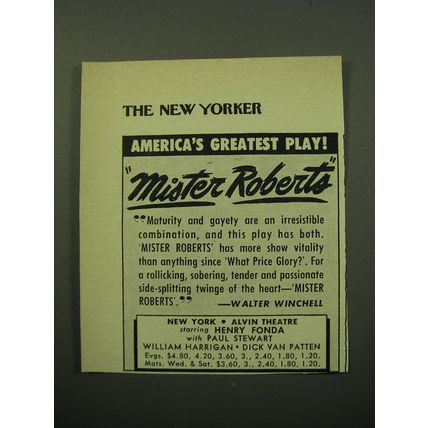 THE NEW YORKER
AMERICA'S GREATEST PLAY!
"Mister Roberts"
"Maturity and gayety are an irresistible
combination, and this play has both.
'MISTER ROBERTS' has more show vitality
than anything since 'What Price Glory?'. For
a rollicking, sobering, tender and passionate
side-splitting twinge of the heart—'MISTER
ROBERTS'." —WALTER WINCHELL
NEW YORK • ALVIN THEATRE
starring HENRY FONDA
with PAUL STEWART
WILLIAM HARRIGAN • DICK VAN PATTEN
Evgs. $4.80, 4.20, 3.60, 3., 2.40, 1.80, 1.20.
Mats. Wed. & Sat. $3.60, 3., 2.40, 1.80, 1.20.